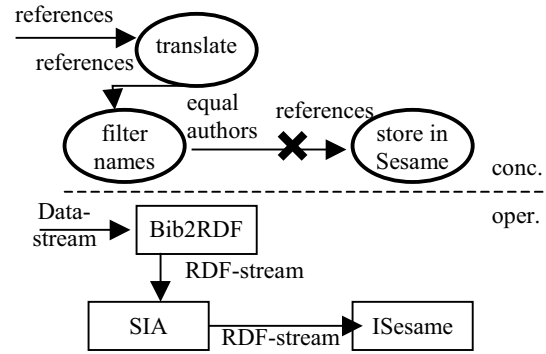 references
translate
references
equal
authors
references
filter
names
store in
Sesame
conc.
oper.
Data-
stream
Bib2RDF
RDF-stream
SIA
RDF-stream
ISesame